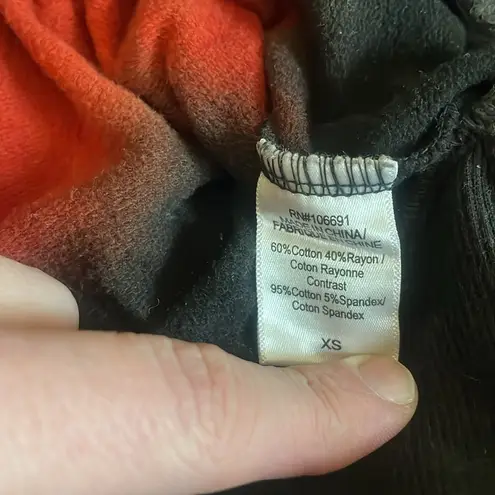 RN#106691
MADE IN CHINA/
FABRIQUE EN CHINE
60%Cotton 40%Rayon/
Coton Rayonne
Contrast
95%Cotton 5%Spandex/
Coton Spandex
XS